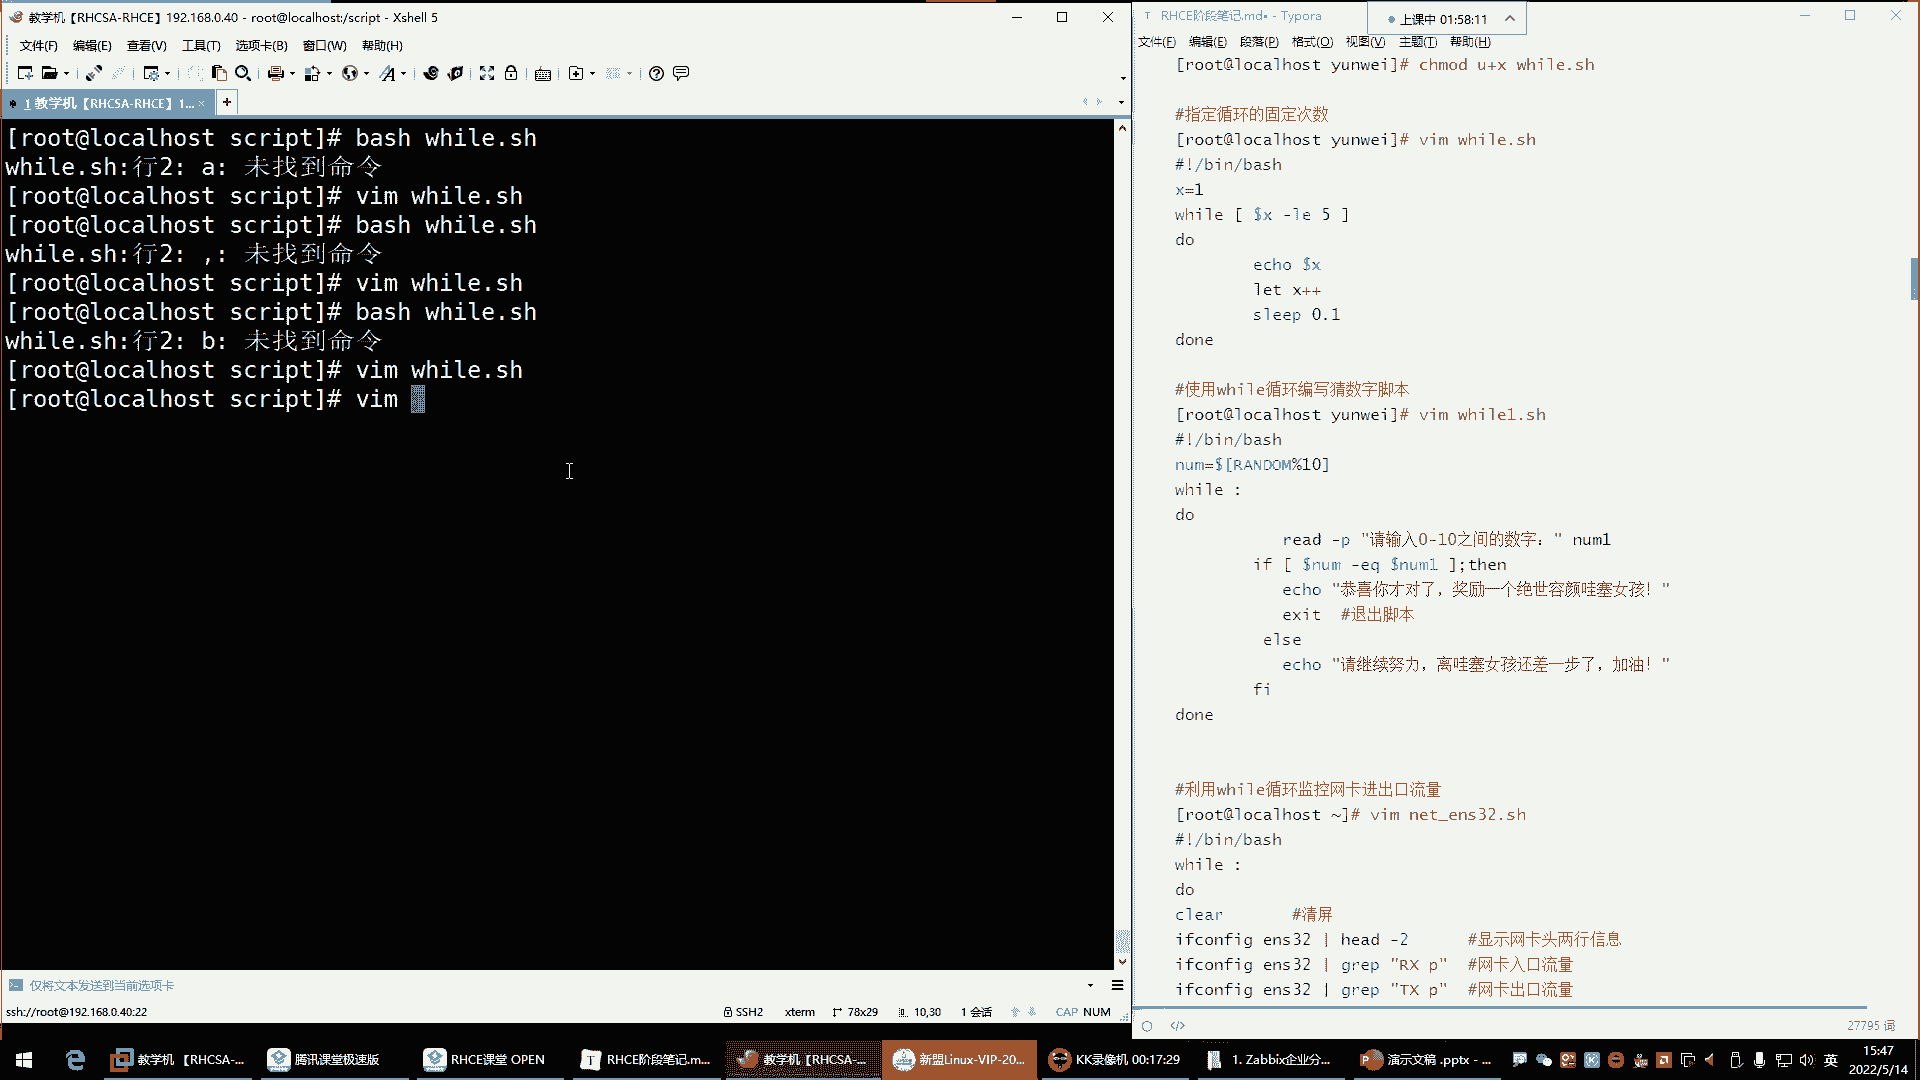 教学机【RHCSA-RHCE】192.168.0.40 - root@localhost:/script - Xshell 5
文件(F) 编辑(E) 查看(V) 工具(T) 选项卡(B) 窗口(W) 帮助(H)
1 教学机【RHCSA-RHCE】1... × +
[root@localhost script]# bash while.sh
while.sh:行2: a: 未找到命令
[root@localhost script]# vim while.sh
[root@localhost script]# bash while.sh
while.sh:行2: ,: 未找到命令
[root@localhost script]# vim while.sh
[root@localhost script]# bash while.sh
while.sh:行2: b: 未找到命令
[root@localhost script]# vim while.sh
[root@localhost script]# vim
仅将文本发送到当前选项卡
ssh://root@192.168.0.40:22 SSH2 xterm 78x29 10,30 1 会话 CAP NUM
RHCE阶段笔记.md• - Typora
上课中 01:58:11
文件(F) 编辑(E) 段落(P) 格式(O) 视图(V) 主题(T) 帮助(H)
[root@localhost yunwei]# chmod u+x while.sh
#指定循环的固定次数
[root@localhost yunwei]# vim while.sh
#!/bin/bash
x=1
while [ $x -le 5 ]
do
echo $x
let x++
sleep 0.1
done
#使用while循环编写猜数字脚本
[root@localhost yunwei]# vim while1.sh
#!/bin/bash
num=$[RANDOM%10]
while :
do
read -p "请输入0-10之间的数字：" num1
if [ $num -eq $num1 ];then
echo "恭喜你才对了，奖励一个绝世容颜哇塞女孩！"
exit #退出脚本
else
echo "请继续努力，离哇塞女孩还差一步了，加油！"
fi
done
#利用while循环监控网卡进出口流量
[root@localhost ~]# vim net_ens32.sh
#!/bin/bash
while :
do
clear #清屏
ifconfig ens32 | head -2 #显示网卡头两行信息
ifconfig ens32 | grep "RX p" #网卡入口流量
ifconfig ens32 | grep "TX p" #网卡出口流量
</> 27795 词
教学机 【RHCSA-... 腾讯课堂极速版 RHCE课堂 OPEN RHCE阶段笔记.m... 教学机【RHCSA-... 新盟Linux-VIP-20... KK录像机 00:17:29 1. Zabbix企业分... 演示文稿 .pptx - ... 英
15:47
2022/5/14